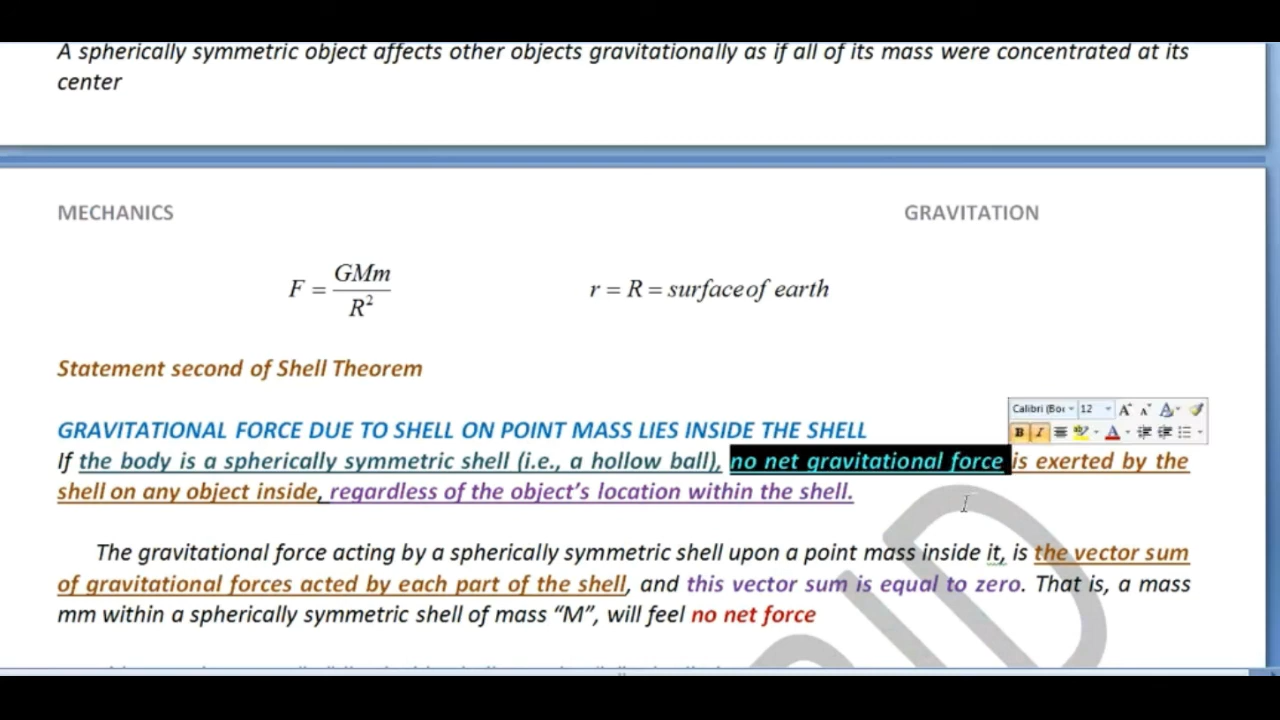 A spherically symmetric object affects other objects gravitationally as if all of its mass were concentrated at its
center
MECHANICS GRAVITATION
F = GMm / R² r = R = surface of earth
Statement second of Shell Theorem
GRAVITATIONAL FORCE DUE TO SHELL ON POINT MASS LIES INSIDE THE SHELL
Calibri (Boc 12
If the body is a spherically symmetric shell (i.e., a hollow ball), no net gravitational force is exerted by the
shell on any object inside, regardless of the object's location within the shell.
The gravitational force acting by a spherically symmetric shell upon a point mass inside it, is the vector sum
of gravitational forces acted by each part of the shell, and this vector sum is equal to zero. That is, a mass
mm within a spherically symmetric shell of mass “M”, will feel no net force